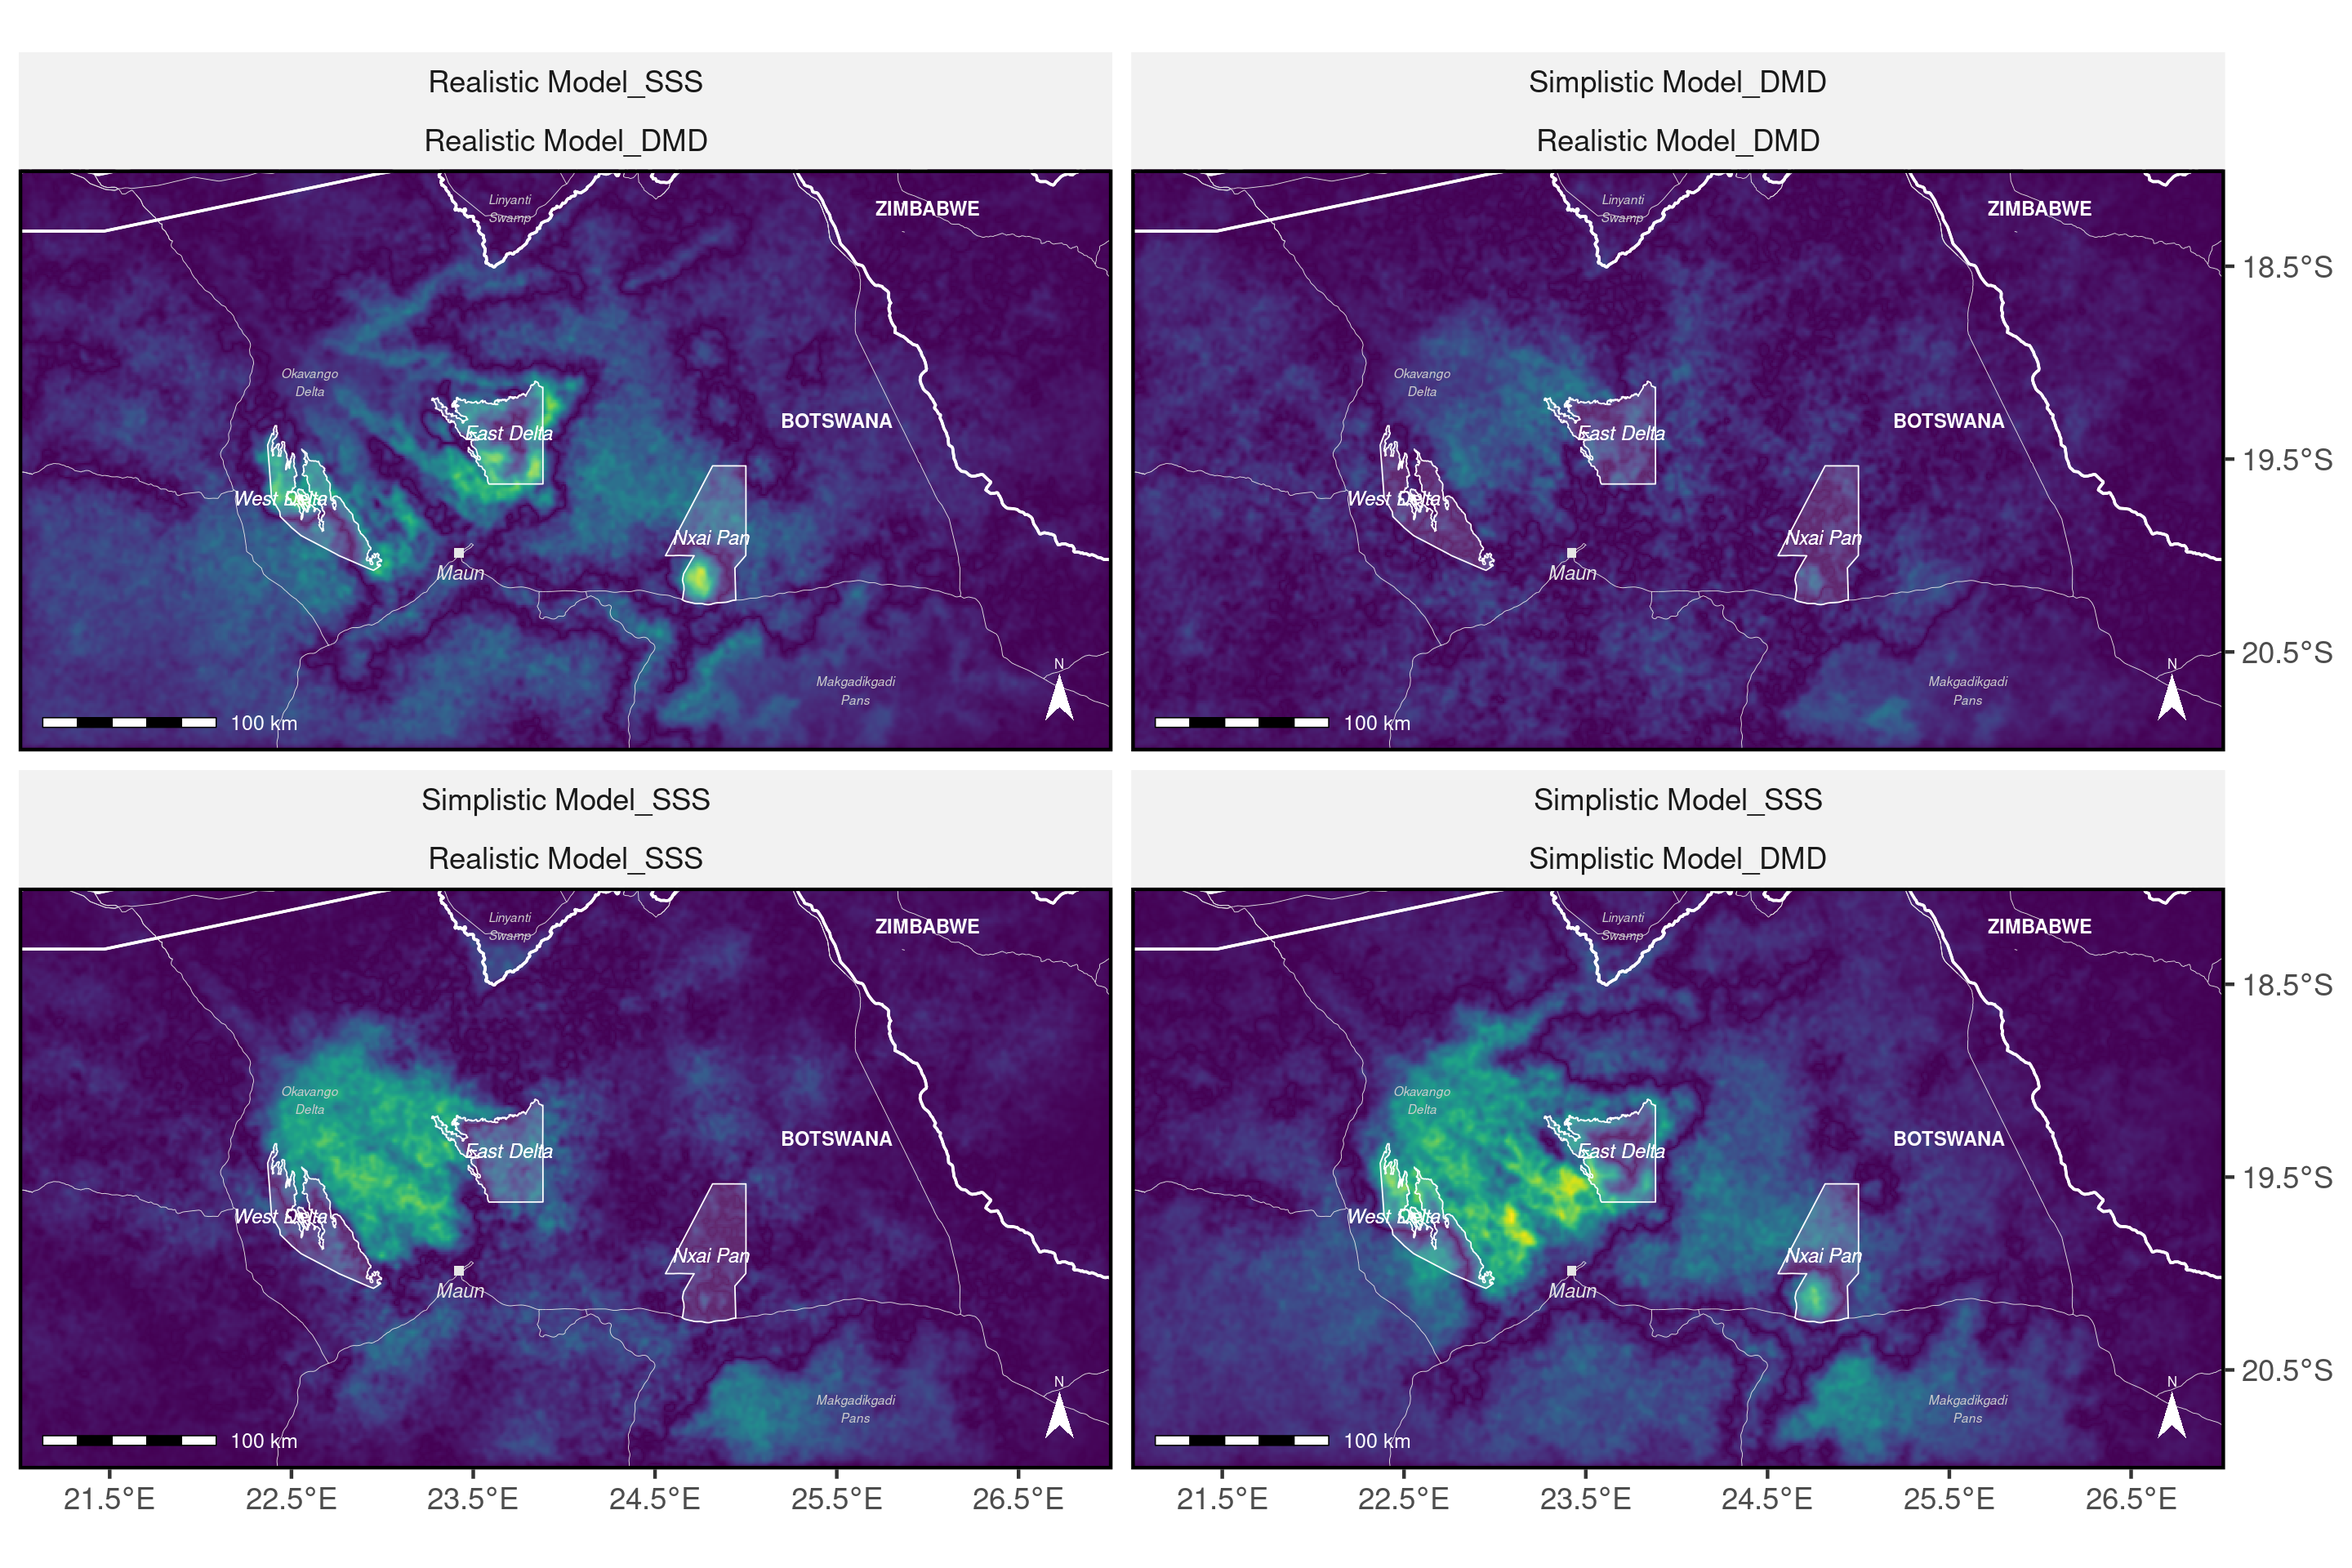 Realistic Model_SSS
Realistic Model_DMD
Linyanti
Swamp
ZIMBABWE
Okavango
Delta
BOTSWANA
East Delta
West Delta
Nxai Pan
Maun
Makgadikgadi
Pans
N
100 km
Simplistic Model_DMD
Realistic Model_DMD
Linyanti
Swamp
ZIMBABWE
Okavango
Delta
BOTSWANA
East Delta
West Delta
Nxai Pan
Maun
Makgadikgadi
Pans
N
100 km
18.5°S
19.5°S
20.5°S
Simplistic Model_SSS
Realistic Model_SSS
Linyanti
Swamp
ZIMBABWE
Okavango
Delta
BOTSWANA
East Delta
West Delta
Nxai Pan
Maun
Makgadikgadi
Pans
N
100 km
21.5°E 22.5°E 23.5°E 24.5°E 25.5°E 26.5°E
Simplistic Model_SSS
Simplistic Model_DMD
Linyanti
Swamp
ZIMBABWE
Okavango
Delta
BOTSWANA
East Delta
West Delta
Nxai Pan
Maun
Makgadikgadi
Pans
N
100 km
18.5°S
19.5°S
20.5°S
21.5°E 22.5°E 23.5°E 24.5°E 25.5°E 26.5°E